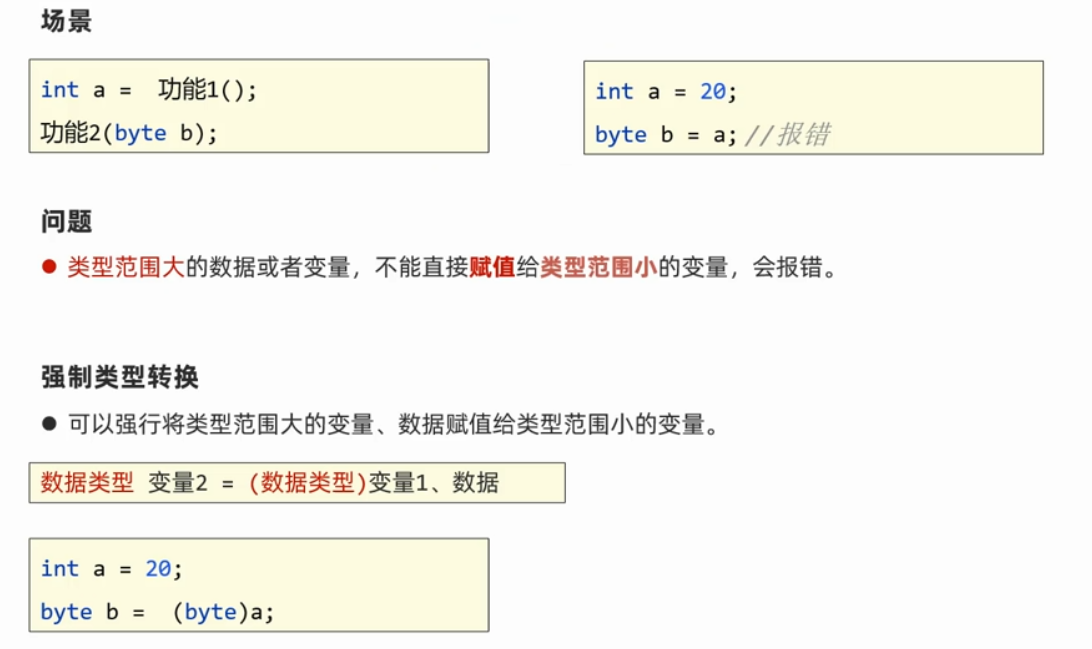 场景
int a =  功能1();
功能2(byte b);
int a = 20;
byte b = a; //报错
问题
● 类型范围大的数据或者变量，不能直接赋值给类型范围小的变量，会报错。
强制类型转换
● 可以强行将类型范围大的变量、数据赋值给类型范围小的变量。
数据类型 变量2 = (数据类型)变量1、数据
int a = 20;
byte b =  (byte)a;